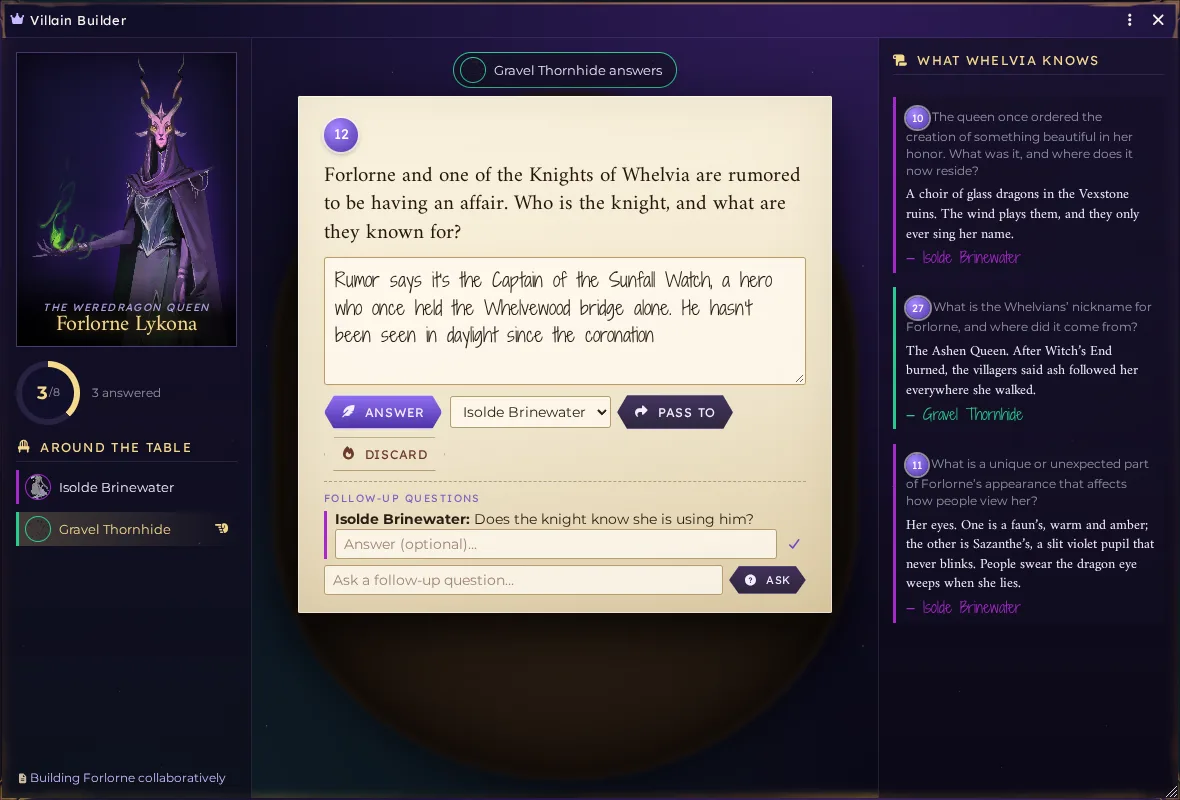 Villain Builder
THE WEREDRAGON QUEEN
Forlorne Lykona
3/8
3 answered
AROUND THE TABLE
Isolde Brinewater
Gravel Thornhide
Building Forlorne collaboratively
Gravel Thornhide answers
12
Forlorne and one of the Knights of Whelvia are rumored
to be having an affair. Who is the knight, and what are
they known for?
Rumor says it's the Captain of the Sunfall Watch, a hero
who once held the Whelvewood bridge alone. He hasn't
been seen in daylight since the coronation
ANSWER
Isolde Brinewater
PASS TO
DISCARD
FOLLOW-UP QUESTIONS
Isolde Brinewater: Does the knight know she is using him?
Answer (optional)...
Ask a follow-up question...
ASK
WHAT WHELVIA KNOWS
10 The queen once ordered the
creation of something beautiful in her
honor. What was it, and where does it
now reside?
A choir of glass dragons in the Vexstone
ruins. The wind plays them, and they only
ever sing her name.
– Isolde Brinewater
27 What is the Whelvians’ nickname for
Forlorne, and where did it come from?
The Ashen Queen. After Witch’s End
burned, the villagers said ash followed her
everywhere she walked.
– Gravel Thornhide
11 What is a unique or unexpected part
of Forlorne’s appearance that affects
how people view her?
Her eyes. One is a faun’s, warm and amber;
the other is Sazanthe’s, a slit violet pupil that
never blinks. People swear the dragon eye
weeps when she lies.
– Isolde Brinewater